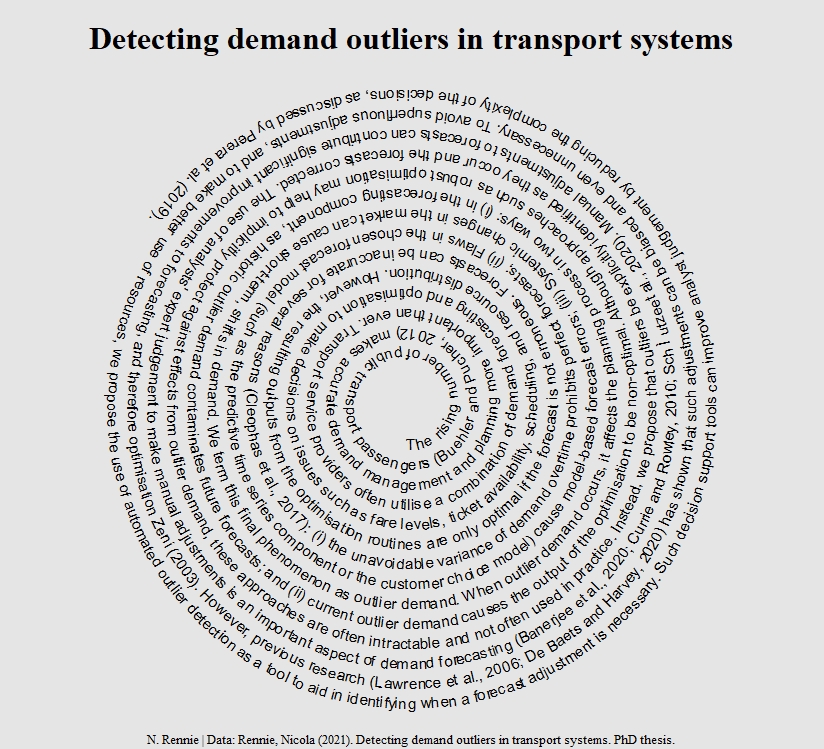 Detecting demand outliers in transport systems
The rising number of public transport passengers (Buehler and Pucher, 2012) makes accurate demand management and planning more important than ever. Transport service providers often utilise a combination of demand forecasting and optimisation to make decisions on issues such as fare levels, ticket availability, scheduling, and resource distribution. However, the resulting outputs from the optimisation routines are only optimal if the forecast is not erroneous. Forecasts can be inaccurate for several reasons (Cleophas et al., 2017): (i) the unavoidable variance of demand overtime prohibits perfect forecasts; (ii) Flaws in the chosen forecast model (such as the predictive time series component or the customer choice model) cause model-based forecast errors; (iii) Systemic changes in the market can cause short-term, shifts in demand. We term this final phenomenon as outlier demand. When outlier demand occurs, it affects the planning process in two ways: (i) in the forecasting component, as historic outlier demand contaminates future forecasts; and (ii) current outlier demand causes the output of the optimisation to be non-optimal. Although approaches such as robust optimisation may help to implicitly protect against effects from outlier demand, these approaches are often intractable and not often used in practice. Instead, we propose that outliers be explicitly identified as they occur and the forecasts corrected. The use of analysts' expert judgement to make manual adjustments is an important aspect of demand forecasting (Banerjee et al., 2020; Currie and Rowley, 2010; et al., 2020). Manual adjustments to forecasts can contribute significant improvements to forecasting, and therefore optimisation Zeni (2003). However, previous research (Lawrence et al., 2006; De Baets and Harvey, 2020) has shown that such adjustments can be biased and even unnecessary. To avoid superfluous adjustments, and to make better use of resources, we propose the use of automated outlier detection as a tool to aid in identifying when a forecast adjustment is necessary. Such decision support tools can improve analyst judgement by reducing the complexity of the decisions, as discussed by Perera et al. (2019).
N. Rennie | Data: Rennie, Nicola (2021). Detecting demand outliers in transport systems. PhD thesis.